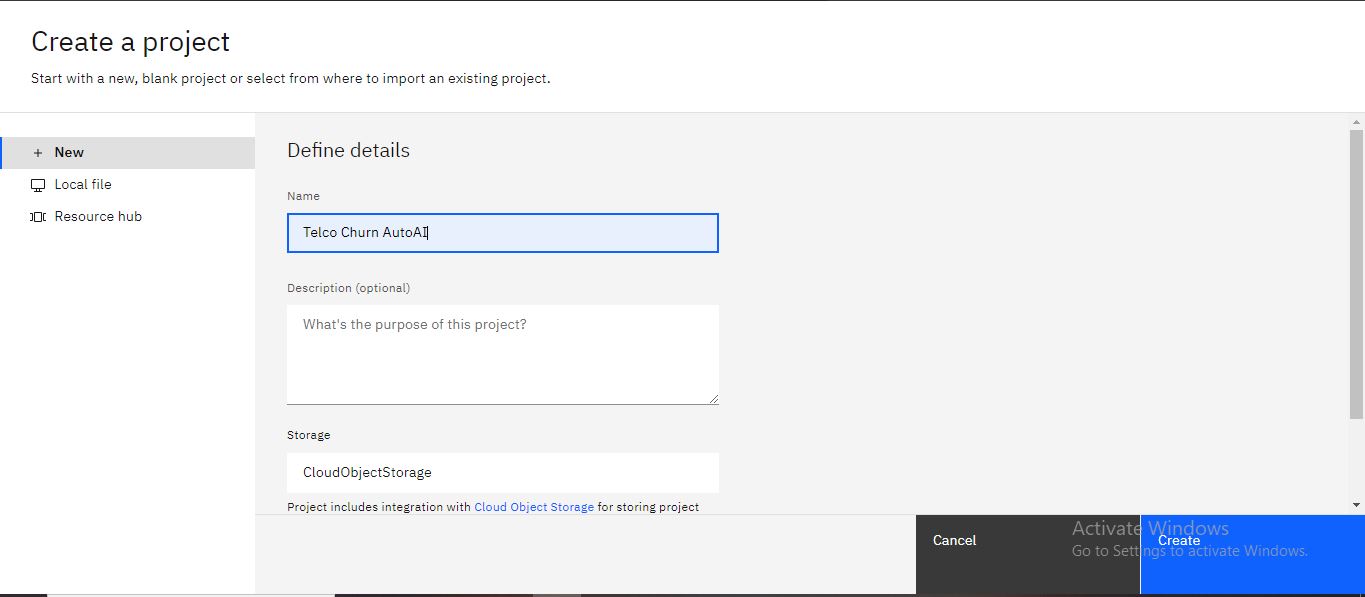 Create a project
Start with a new, blank project or select from where to import an existing project.
+ New
Local file
Resource hub
Define details
Name
Telco Churn AutoAI
Description (optional)
What's the purpose of this project?
Storage
CloudObjectStorage
Project includes integration with Cloud Object Storage for storing project
Cancel
Create
Activate Windows
Go to Settings to activate Windows.